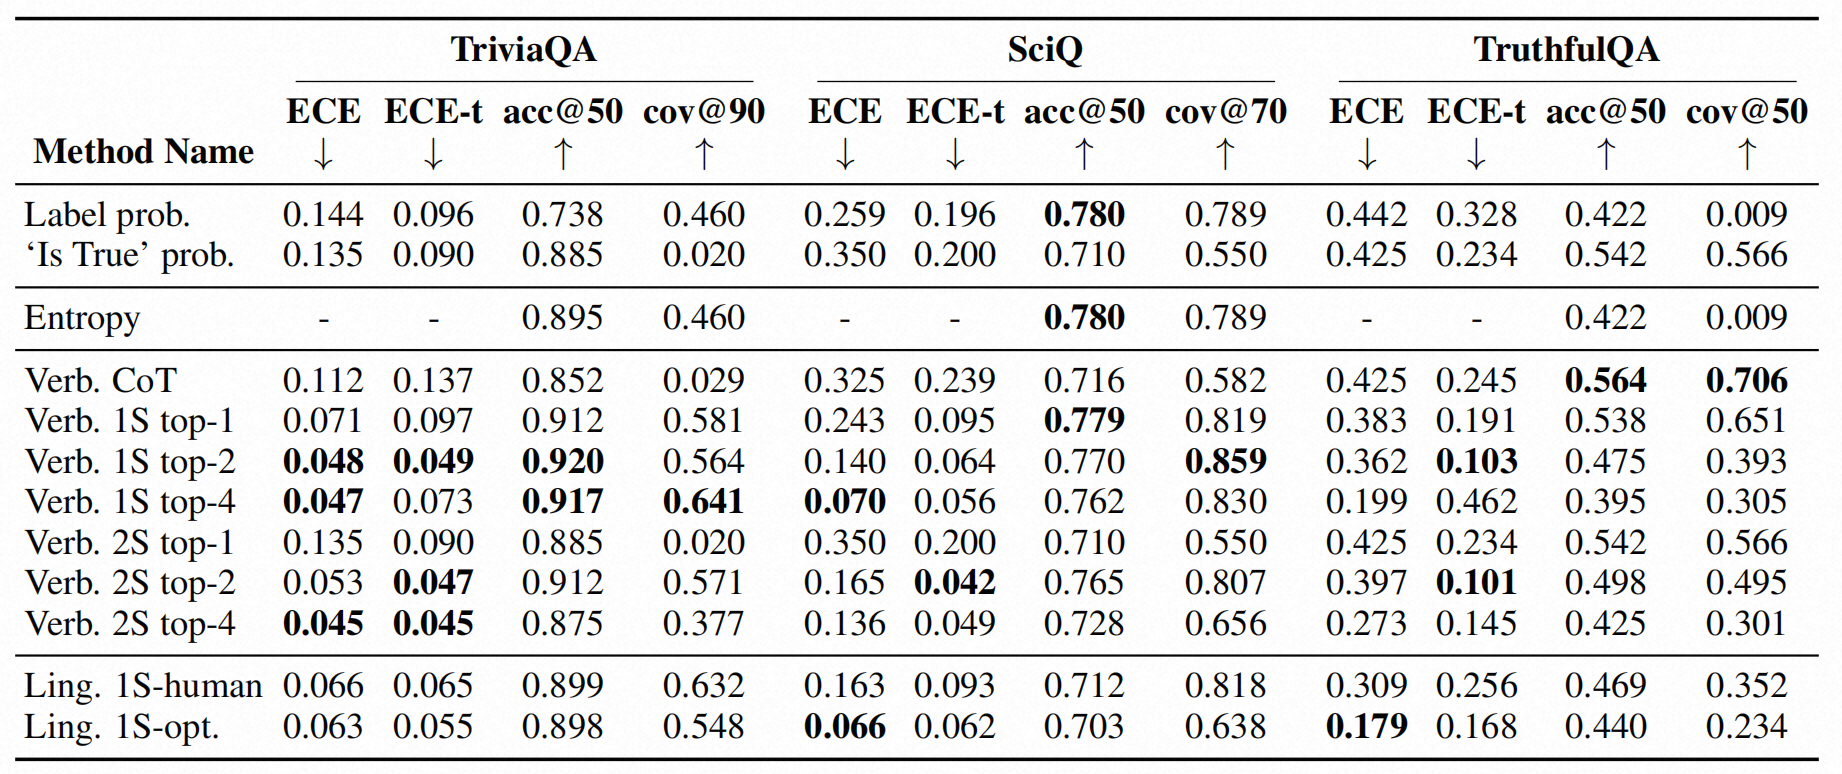 TriviaQA SciQ TruthfulQA
ECE ECE-t acc@50 cov@90 ECE ECE-t acc@50 cov@70 ECE ECE-t acc@50 cov@50
Method Name ↓ ↓ ↑ ↑ ↓ ↓ ↑ ↑ ↓ ↓ ↑ ↑
Label prob. 0.144 0.096 0.738 0.460 0.259 0.196 0.780 0.789 0.442 0.328 0.422 0.009
‘Is True’ prob. 0.135 0.090 0.885 0.020 0.350 0.200 0.710 0.550 0.425 0.234 0.542 0.566
Entropy - - 0.895 0.460 - - 0.780 0.789 - - 0.422 0.009
Verb. CoT 0.112 0.137 0.852 0.029 0.325 0.239 0.716 0.582 0.425 0.245 0.564 0.706
Verb. 1S top-1 0.071 0.097 0.912 0.581 0.243 0.095 0.779 0.819 0.383 0.191 0.538 0.651
Verb. 1S top-2 0.048 0.049 0.920 0.564 0.140 0.064 0.770 0.859 0.362 0.103 0.475 0.393
Verb. 1S top-4 0.047 0.073 0.917 0.641 0.070 0.056 0.762 0.830 0.199 0.462 0.395 0.305
Verb. 2S top-1 0.135 0.090 0.885 0.020 0.350 0.200 0.710 0.550 0.425 0.234 0.542 0.566
Verb. 2S top-2 0.053 0.047 0.912 0.571 0.165 0.042 0.765 0.807 0.397 0.101 0.498 0.495
Verb. 2S top-4 0.045 0.045 0.875 0.377 0.136 0.049 0.728 0.656 0.273 0.145 0.425 0.301
Ling. 1S-human 0.066 0.065 0.899 0.632 0.163 0.093 0.712 0.818 0.309 0.256 0.469 0.352
Ling. 1S-opt. 0.063 0.055 0.898 0.548 0.066 0.062 0.703 0.638 0.179 0.168 0.440 0.234